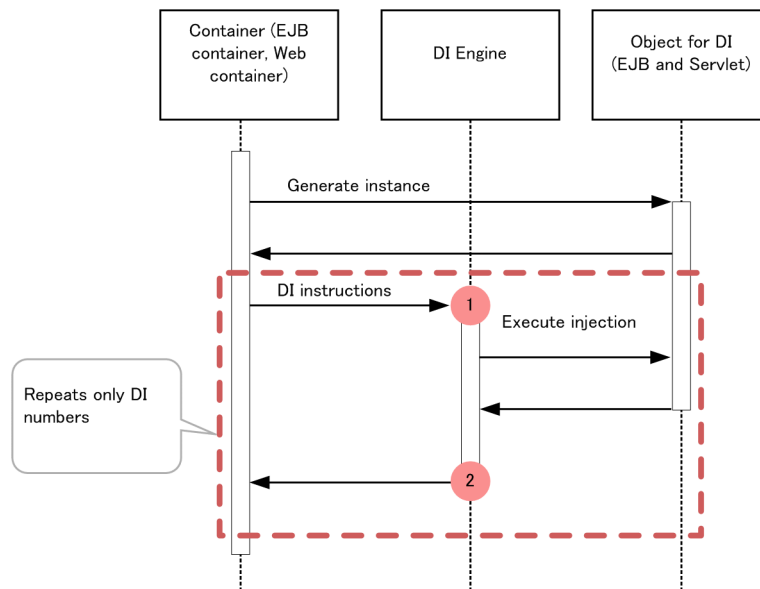 Container (EJB
container, Web
container)
DI Engine
Object for DI
(EJB and Servlet)
Generate instance
DI instructions
1
Execute injection
Repeats only DI
numbers
2